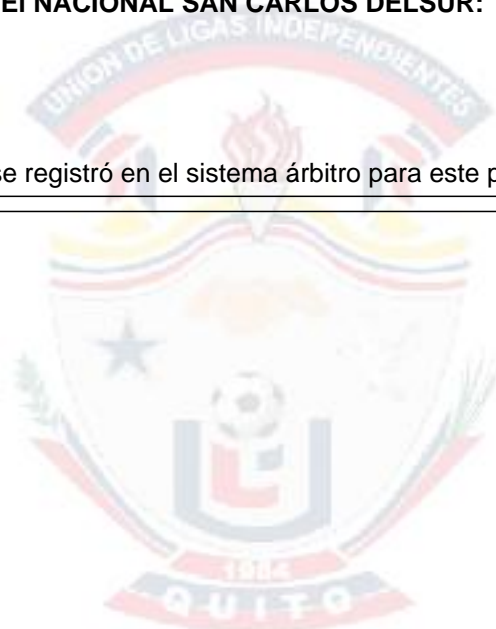 El NACIONAL SAN CARLOS DELSUR:
UNION DE LIGAS INDEPENDIENTES
se registró en el sistema árbitro para este p
1984
QUITO